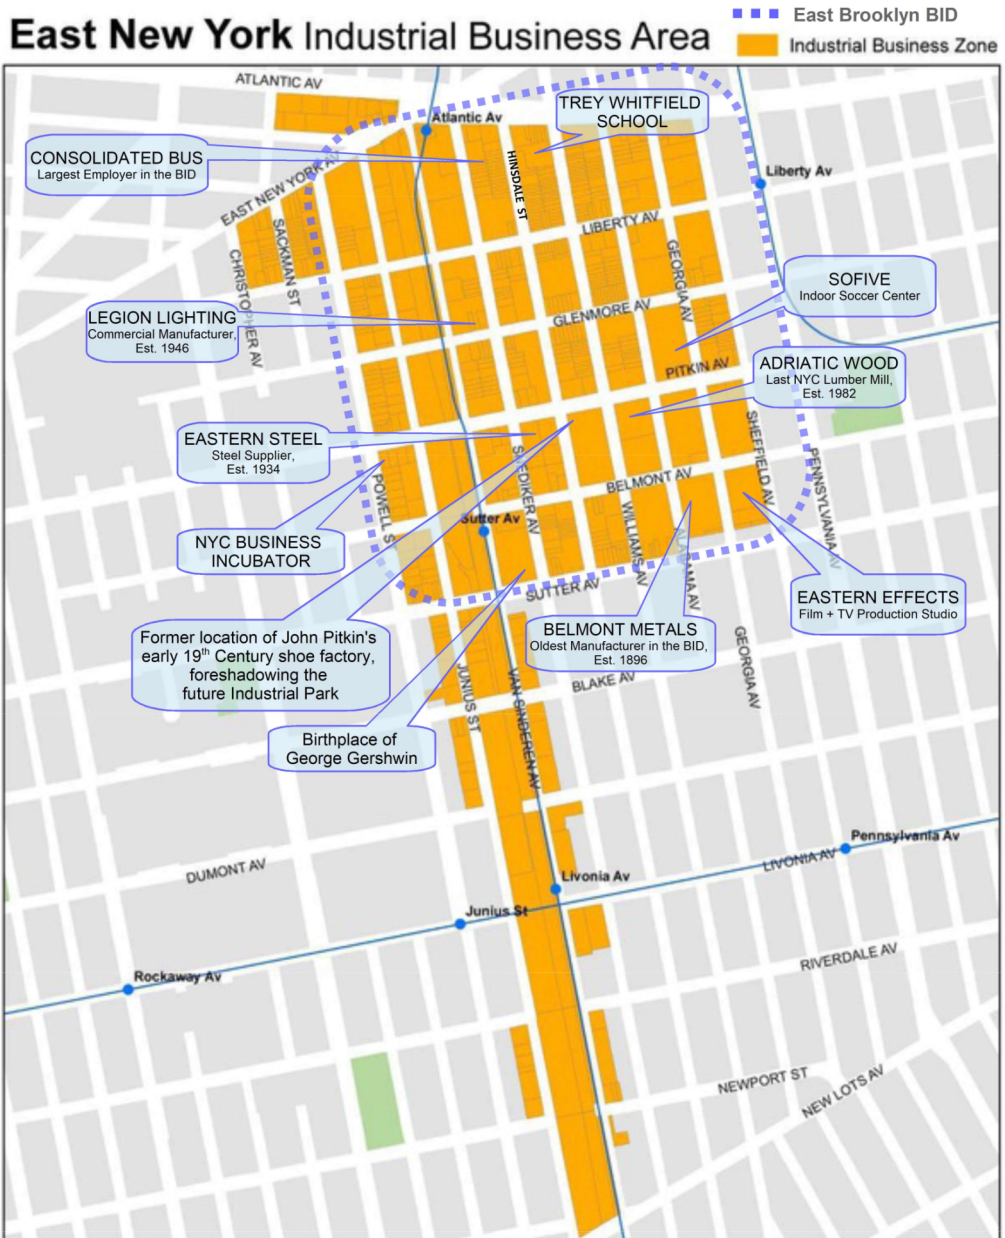 East New York Industrial Business Area
East Brooklyn BID
Industrial Business Zone
ATLANTIC AV
Atlantic Av
TREY WHITFIELD
SCHOOL
CONSOLIDATED BUS
Largest Employer in the BID
EAST NEW YORK AV
HINSDALE ST
Liberty Av
LIBERTY AV
SACKMAN ST
CHRISTOPHER AV
GEORGIA AV
SOFIVE
Indoor Soccer Center
LEGION LIGHTING
Commercial Manufacturer,
Est. 1946
GLENMORE AV
PITKIN AV
ADRIATIC WOOD
Last NYC Lumber Mill,
Est. 1982
EASTERN STEEL
Steel Supplier,
Est. 1934
SNEDIKER AV
SHEFFIELD AV
PENNSYLVANIA AV
POWELL ST
BELMONT AV
Sutter Av
WILLIAMS AV
ALABAMA AV
NYC BUSINESS
INCUBATOR
SUTTER AV
EASTERN EFFECTS
Film + TV Production Studio
Former location of John Pitkin's
early 19th Century shoe factory,
foreshadowing the
future Industrial Park
BELMONT METALS
Oldest Manufacturer in the BID,
Est. 1896
GEORGIA AV
JUNIUS ST
VAN SINDEREN AV
BLAKE AV
Birthplace of
George Gershwin
DUMONT AV
Pennsylvania Av
LIVONIA AV
Livonia Av
Junius St
Rockaway Av
RIVERDALE AV
NEWPORT ST
NEW LOTS AV